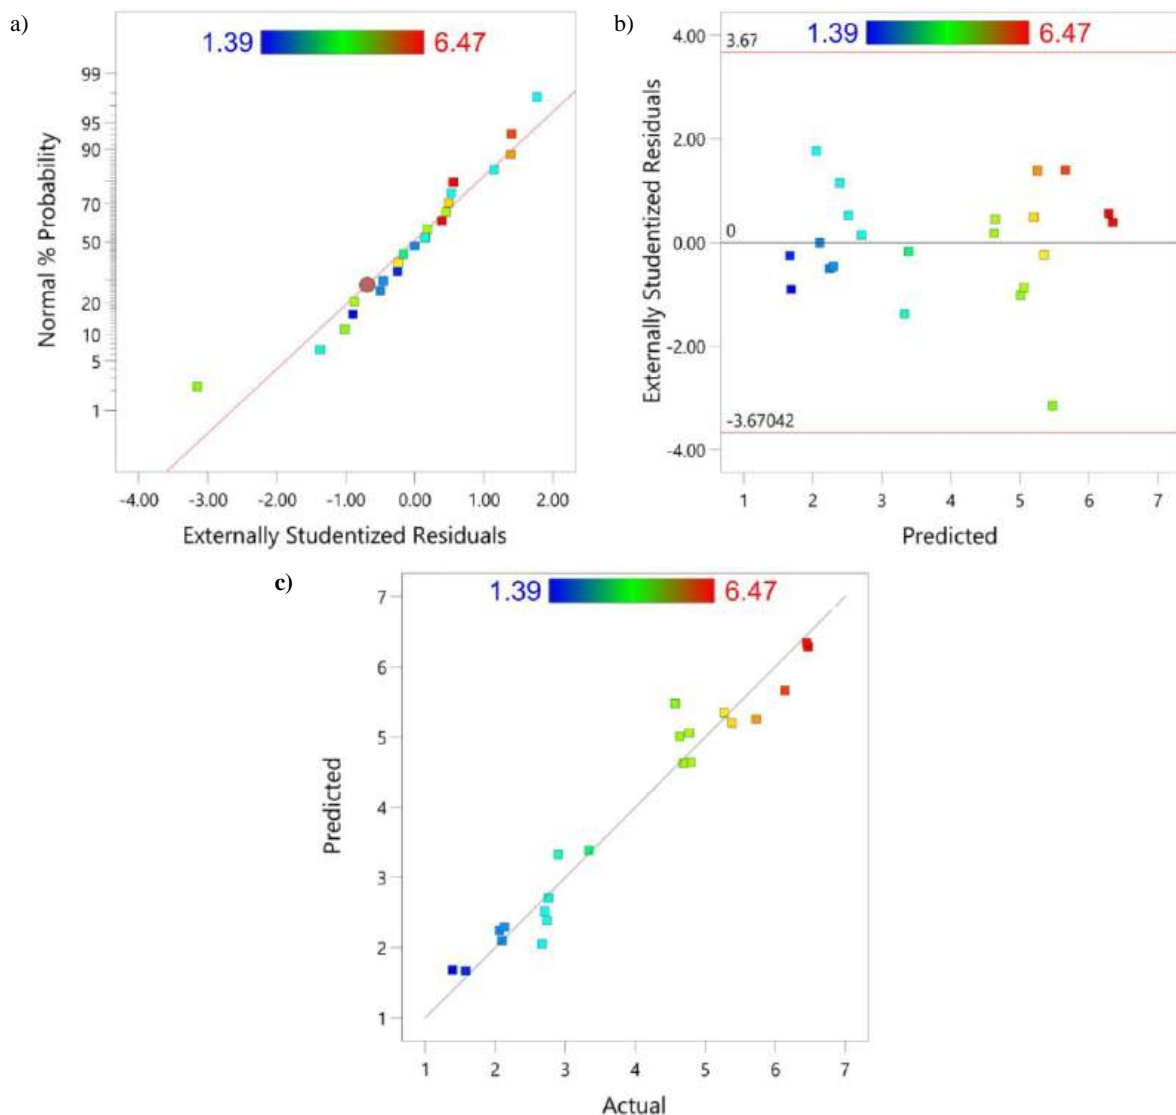 a)
1.39 6.47
99
95
90
70
50
20
10
5
1
Normal % Probability
-4.00 -3.00 -2.00 -1.00 0.00 1.00 2.00
Externally Studentized Residuals
b)
1.39 6.47
4.00
3.67
2.00
0
0.00
-2.00
-3.67042
-4.00
Externally Studentized Residuals
1 2 3 4 5 6 7
Predicted
c)
1.39 6.47
7
6
5
4
3
2
1
Predicted
1 2 3 4 5 6 7
Actual